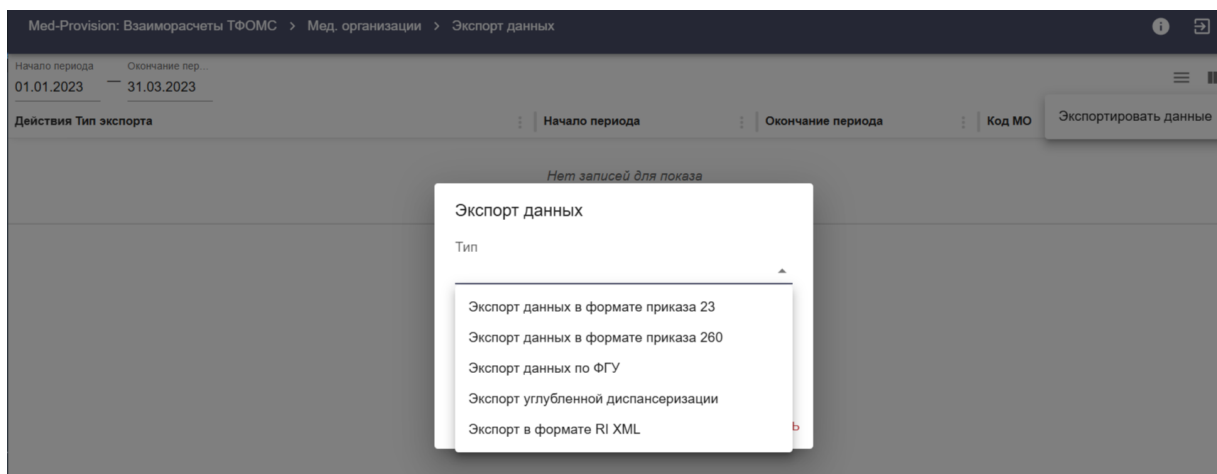 Med-Provision: Взаиморасчеты ТФОМС > Мед. организации > Экспорт данных
Начало периода Окончание пер...
01.01.2023 — 31.03.2023
Действия Тип экспорта Начало периода Окончание периода Код МО
Экспортировать данные
Нет записей для показа
Экспорт данных
Тип
Экспорт данных в формате приказа 23
Экспорт данных в формате приказа 260
Экспорт данных по ФГУ
Экспорт углубленной диспансеризации
Экспорт в формате RI XML